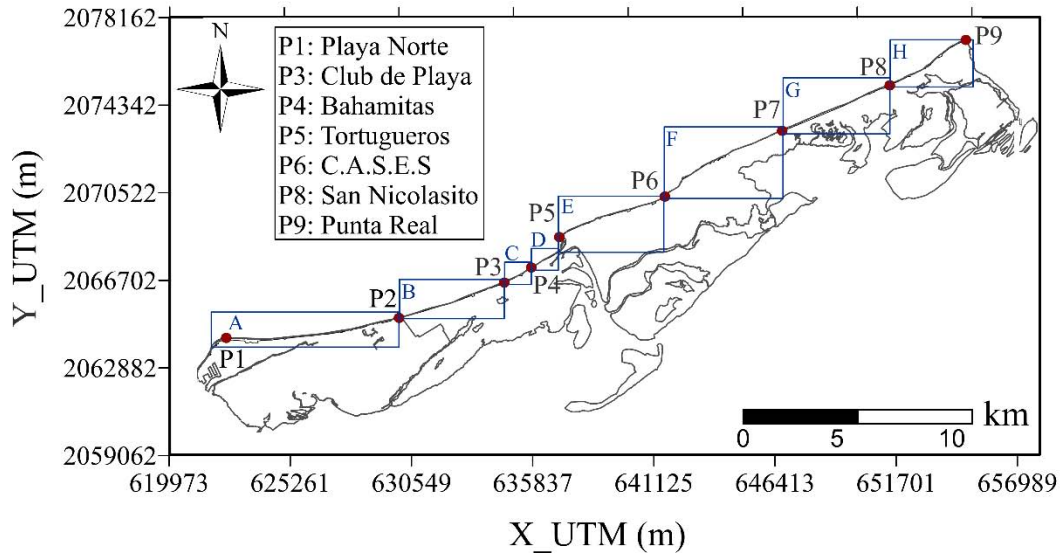 2078162
2074342
2070522
2066702
2062882
2059062
Y_UTM (m)
N
P1: Playa Norte
P3: Club de Playa
P4: Bahamitas
P5: Tortugueros
P6: C.A.S.E.S
P8: San Nicolasito
P9: Punta Real
H
P9
P8
G
P7
F
P6
E
P5
D
C
P4
P3
B
P2
A
P1
km
0 5 10
619973 625261 630549 635837 641125 646413 651701 656989
X_UTM (m)